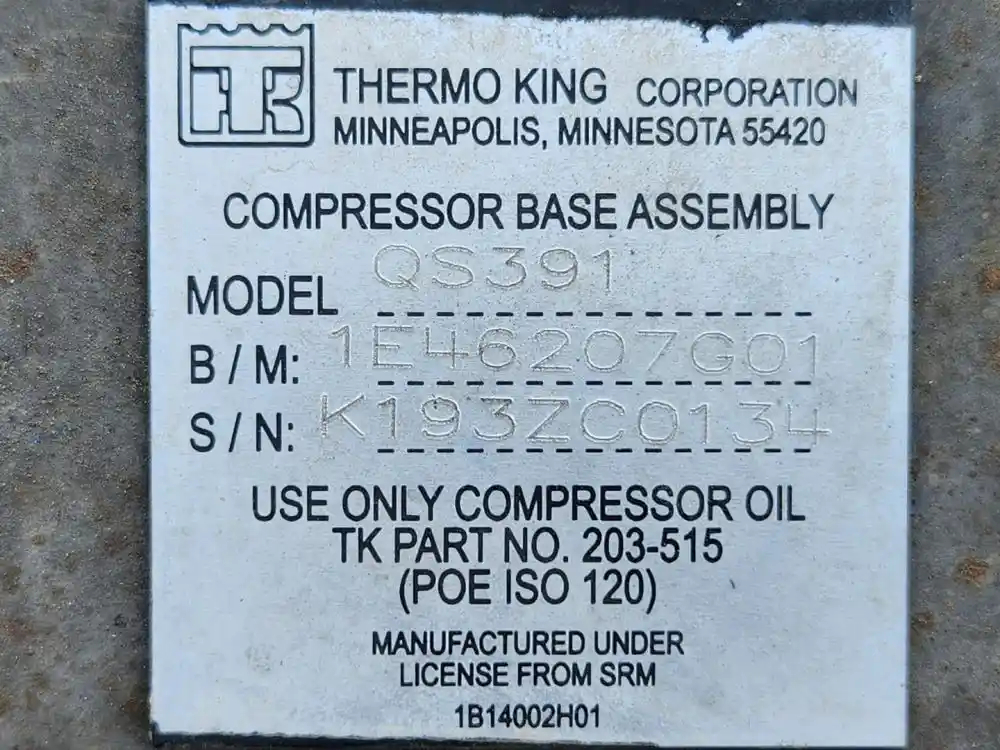 TK
THERMO KING CORPORATION
MINNEAPOLIS, MINNESOTA 55420
COMPRESSOR BASE ASSEMBLY
MODEL QS391
B / M: 1E46207G01
S / N: K193ZC0134
USE ONLY COMPRESSOR OIL
TK PART NO. 203-515
(POE ISO 120)
MANUFACTURED UNDER
LICENSE FROM SRM
1B14002H01